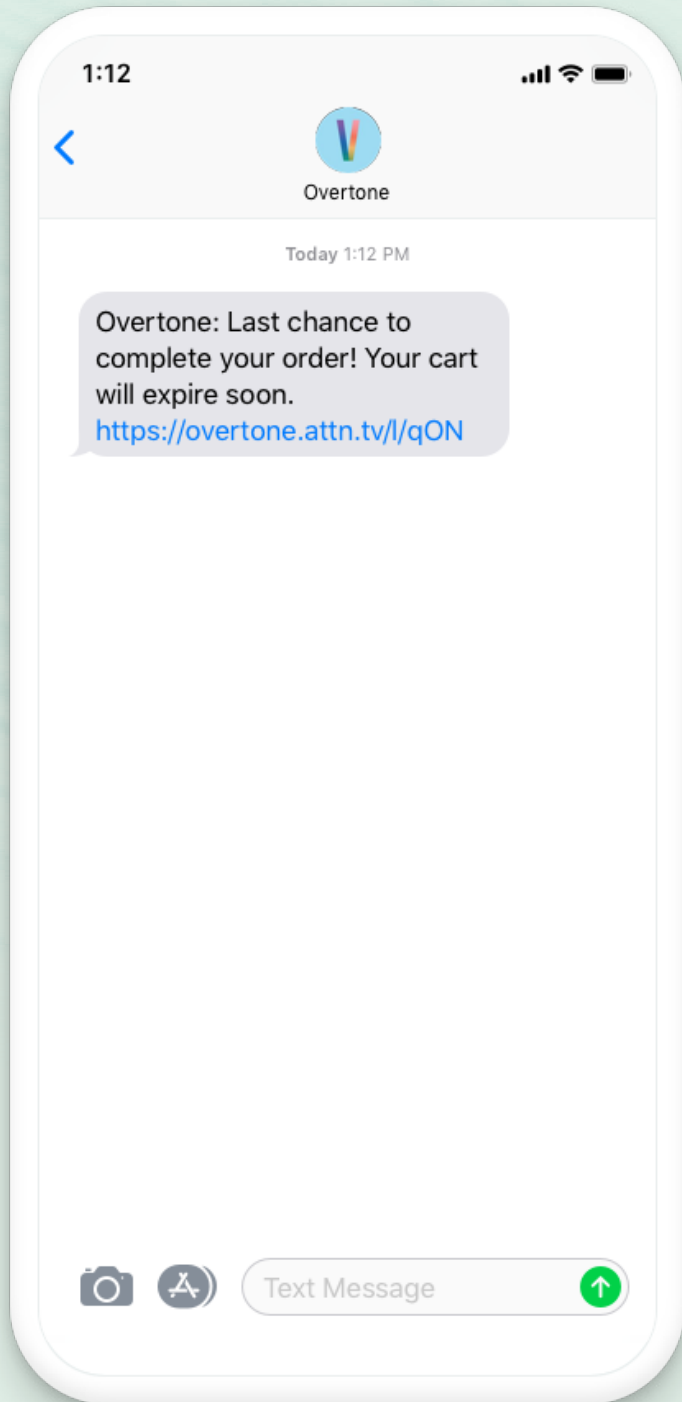 1:12
Overtone
Today 1:12 PM
Overtone: Last chance to
complete your order! Your cart
will expire soon.
https://overtone.attn.tv/l/qON
Text Message